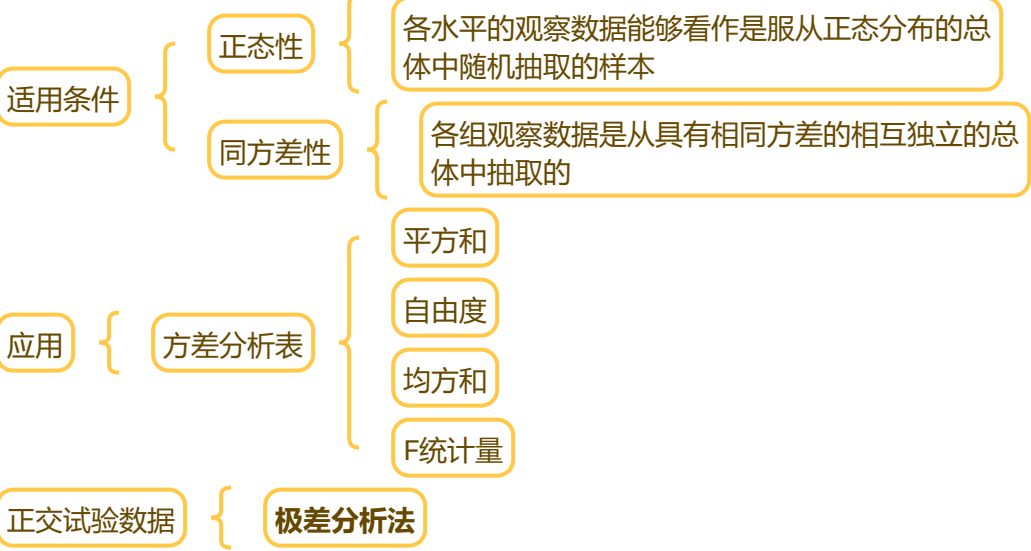 适用条件
正态性
各水平的观察数据能够看作是服从正态分布的总
体中随机抽取的样本
同方差性
各组观察数据是从具有相同方差的相互独立的总
体中抽取的
应用
方差分析表
平方和
自由度
均方和
F统计量
正交试验数据
极差分析法